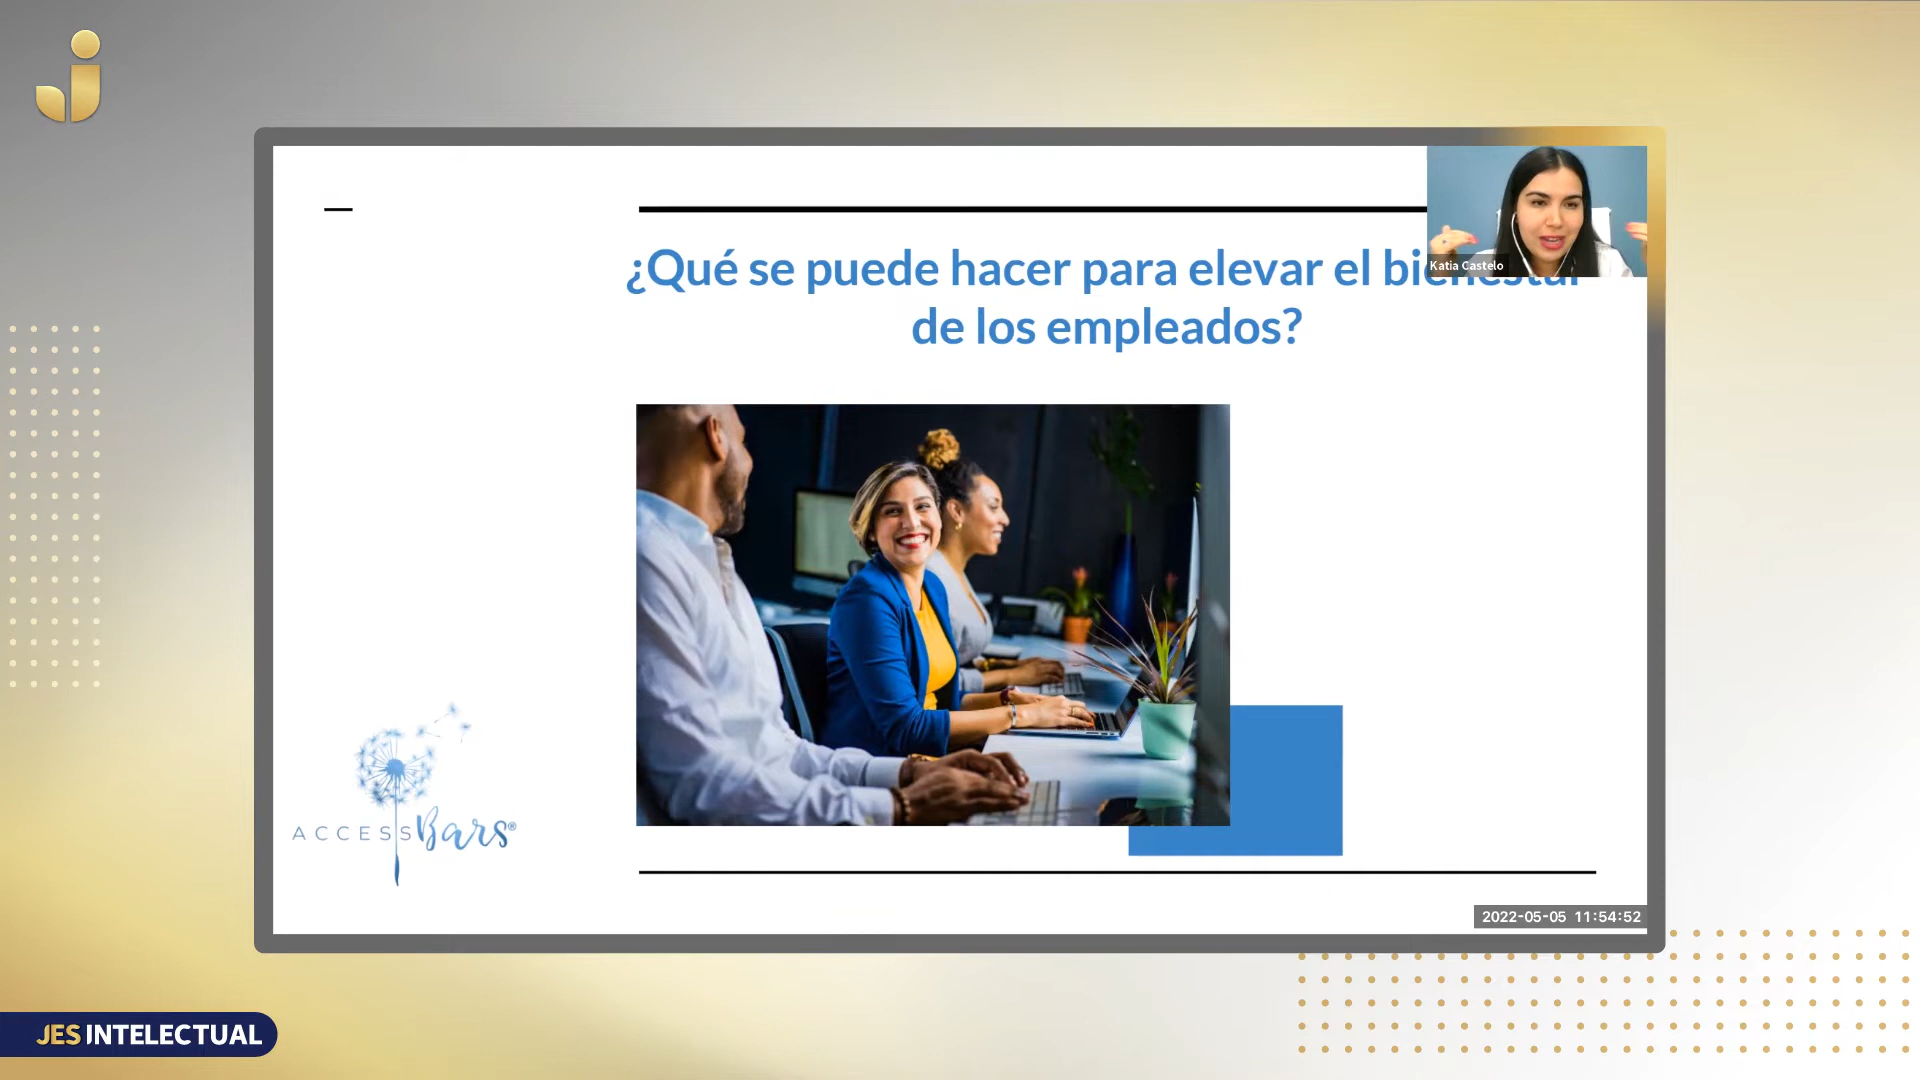 Katia Castelo
¿Qué se puede hacer para elevar el bienestar
de los empleados?
ACCESS Bars®
2022-05-05 11:54:52
JES INTELECTUAL